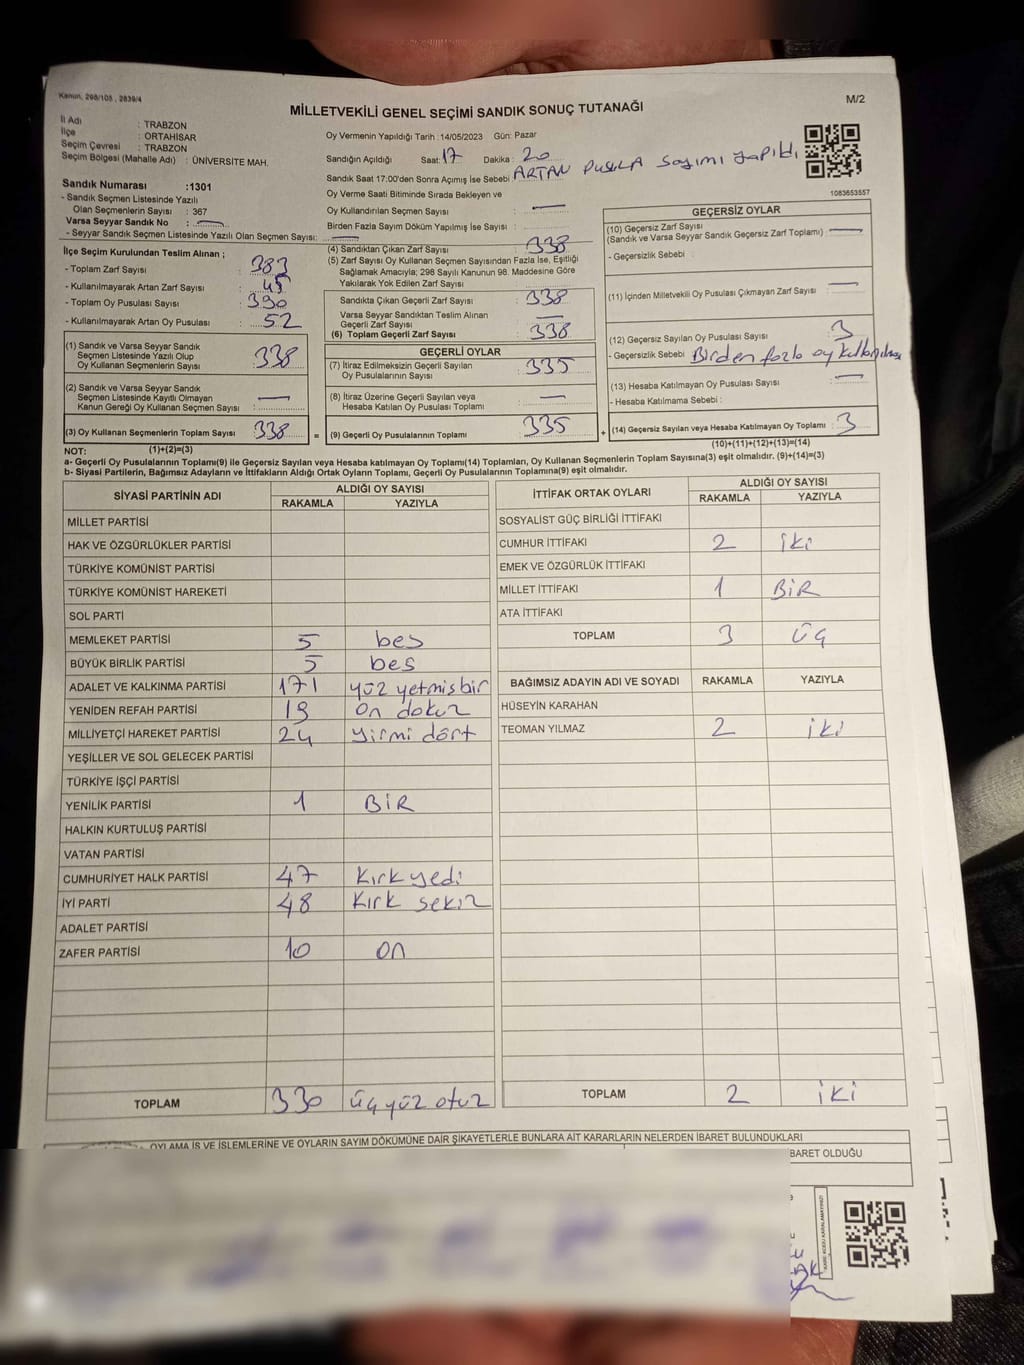 Kanun, 298/105 , 2839/4
M/2
MİLLETVEKİLİ GENEL SEÇİMİ SANDIK SONUÇ TUTANAĞI
İl Adı : TRABZON
İlçe : ORTAHİSAR
Seçim Çevresi : TRABZON
Seçim Bölgesi (Mahalle Adı) : ÜNİVERSİTE MAH.
Sandık Numarası :1301
- Sandık Seçmen Listesinde Yazılı
Olan Seçmenlerin Sayısı : 367
Varsa Seyyar Sandık No : —
- Seyyar Sandık Seçmen Listesinde Yazılı Olan Seçmen Sayısı: —
Oy Vermenin Yapıldığı Tarih :14/05/2023 Gün: Pazar
Sandığın Açıldığı Saat: 17 Dakika : 20
Sandık Saat 17:00'den Sonra Açımış İse Sebebi : ARTAN PUSULA Sayımı yapıldı
Oy Verme Saati Bitiminde Sırada Bekleyen ve
Oy Kullandırılan Seçmen Sayısı : —
Birden Fazla Sayım Döküm Yapılmış İse Sayısı :
1083653557
İlçe Seçim Kurulundan Teslim Alınan ;
- Toplam Zarf Sayısı : 383
- Kullanılmayarak Artan Zarf Sayısı : 45
- Toplam Oy Pusulası Sayısı : 390
- Kullanılmayarak Artan Oy Pusulası : 52
(1) Sandık ve Varsa Seyyar Sandık
Seçmen Listesinde Yazılı Olup
Oy Kullanan Seçmenlerin Sayısı : 338
(2) Sandık ve Varsa Seyyar Sandık
Seçmen Listesinde Kayıtlı Olmayan
Kanun Gereği Oy Kullanan Seçmen Sayısı : —
(3) Oy Kullanan Seçmenlerin Toplam Sayısı : 338
(1)+(2)=(3)
(4) Sandıktan Çıkan Zarf Sayısı : 338
(5) Zarf Sayısı Oy Kullanan Seçmen Sayısından Fazla İse, Eşitliği
Sağlamak Amacıyla; 298 Sayılı Kanunun 98. Maddesine Göre
Yakılarak Yok Edilen Zarf Sayısı :
Sandıkta Çıkan Geçerli Zarf Sayısı : 338
Varsa Seyyar Sandıktan Teslim Alınan
Geçerli Zarf Sayısı : —
(6) Toplam Geçerli Zarf Sayısı : 338
GEÇERLİ OYLAR
(7) İtiraz Edilmeksizin Geçerli Sayılan
Oy Pusulalarının Sayısı : 335
(8) İtiraz Üzerine Geçerli Sayılan veya
Hesaba Katılan Oy Pusulaları Toplamı : —
= (9) Geçerli Oy Pusulalarının Toplamı : 335
GEÇERSİZ OYLAR
(10) Geçersiz Zarf Sayısı : —
(Sandık ve Varsa Seyyar Sandık Geçersiz Zarf Toplamı)
- Geçersizlik Sebebi :
(11) İçinden Milletvekili Oy Pusulası Çıkmayan Zarf Sayısı : —
(12) Geçersiz Sayılan Oy Pusulası Sayısı : 3
- Geçersizlik Sebebi : Birden fazla oy kullanılması
(13) Hesaba Katılmayan Oy Pusulası Sayısı : —
- Hesaba Katılmama Sebebi :
+ (14) Geçersiz Sayılan veya Hesaba Katılmayan Oy Toplamı : 3
(10)+(11)+(12)+(13)=(14)
NOT:
a- Geçerli Oy Pusulalarının Toplamı(9) ile Geçersiz Sayılan veya Hesaba katılmayan Oy Toplamı(14) Toplamları, Oy Kullanan Seçmenlerin Toplam Sayısına(3) eşit olmalıdır. (9)+(14)=(3)
b- Siyasi Partilerin, Bağımsız Adayların ve İttifakların Aldığı Ortak Oyların Toplamı, Geçerli Oy Pusulalarının Toplamına(9) eşit olmalıdır.
SİYASİ PARTİNİN ADI ALDIĞI OY SAYISI
RAKAMLA YAZIYLA
MİLLET PARTİSİ
HAK VE ÖZGÜRLÜKLER PARTİSİ
TÜRKİYE KOMÜNİST PARTİSİ
TÜRKİYE KOMÜNİST HAREKETİ
SOL PARTİ
MEMLEKET PARTİSİ 5 bes
BÜYÜK BİRLİK PARTİSİ 5 bes
ADALET VE KALKINMA PARTİSİ 171 yüz yetmisbir
YENİDEN REFAH PARTİSİ 19 on dokuz
MİLLİYETÇİ HAREKET PARTİSİ 24 yirmi dört
YEŞİLLER VE SOL GELECEK PARTİSİ
TÜRKİYE İŞÇİ PARTİSİ
YENİLİK PARTİSİ 1 BİR
HALKIN KURTULUŞ PARTİSİ
VATAN PARTİSİ
CUMHURİYET HALK PARTİSİ 47 Kırk yedi
İYİ PARTİ 48 Kırk sekiz
ADALET PARTİSİ
ZAFER PARTİSİ 10 on
TOPLAM 330 üçyüz otuz
İTTİFAK ORTAK OYLARI ALDIĞI OY SAYISI
RAKAMLA YAZIYLA
SOSYALİST GÜÇ BİRLİĞİ İTTİFAKI
CUMHUR İTTİFAKI 2 iki
EMEK VE ÖZGÜRLÜK İTTİFAKI
MİLLET İTTİFAKI 1 BİR
ATA İTTİFAKI
TOPLAM 3 ÜÇ
BAĞIMSIZ ADAYIN ADI VE SOYADI RAKAMLA YAZIYLA
HÜSEYİN KARAHAN
TEOMAN YILMAZ 2 iki
TOPLAM 2 iki
OYLAMA İŞ VE İŞLEMLERİNE VE OYLARIN SAYIM DÖKÜMÜNE DAİR ŞİKAYETLERLE BUNLARA AİT KARARLARIN NELERDEN İBARET BULUNDUKLARI
BARET OLDUĞU